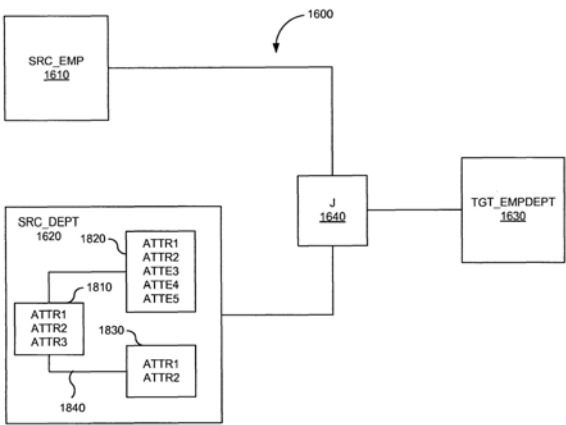 1600
SRC_EMP
1610
J
1640
TGT_EMPDEPT
1630
SRC_DEPT
1620
1820
ATTR1
ATTR2
ATTE3
ATTE4
ATTE5
1810
ATTR1
ATTR2
ATTR3
1830
ATTR1
ATTR2
1840